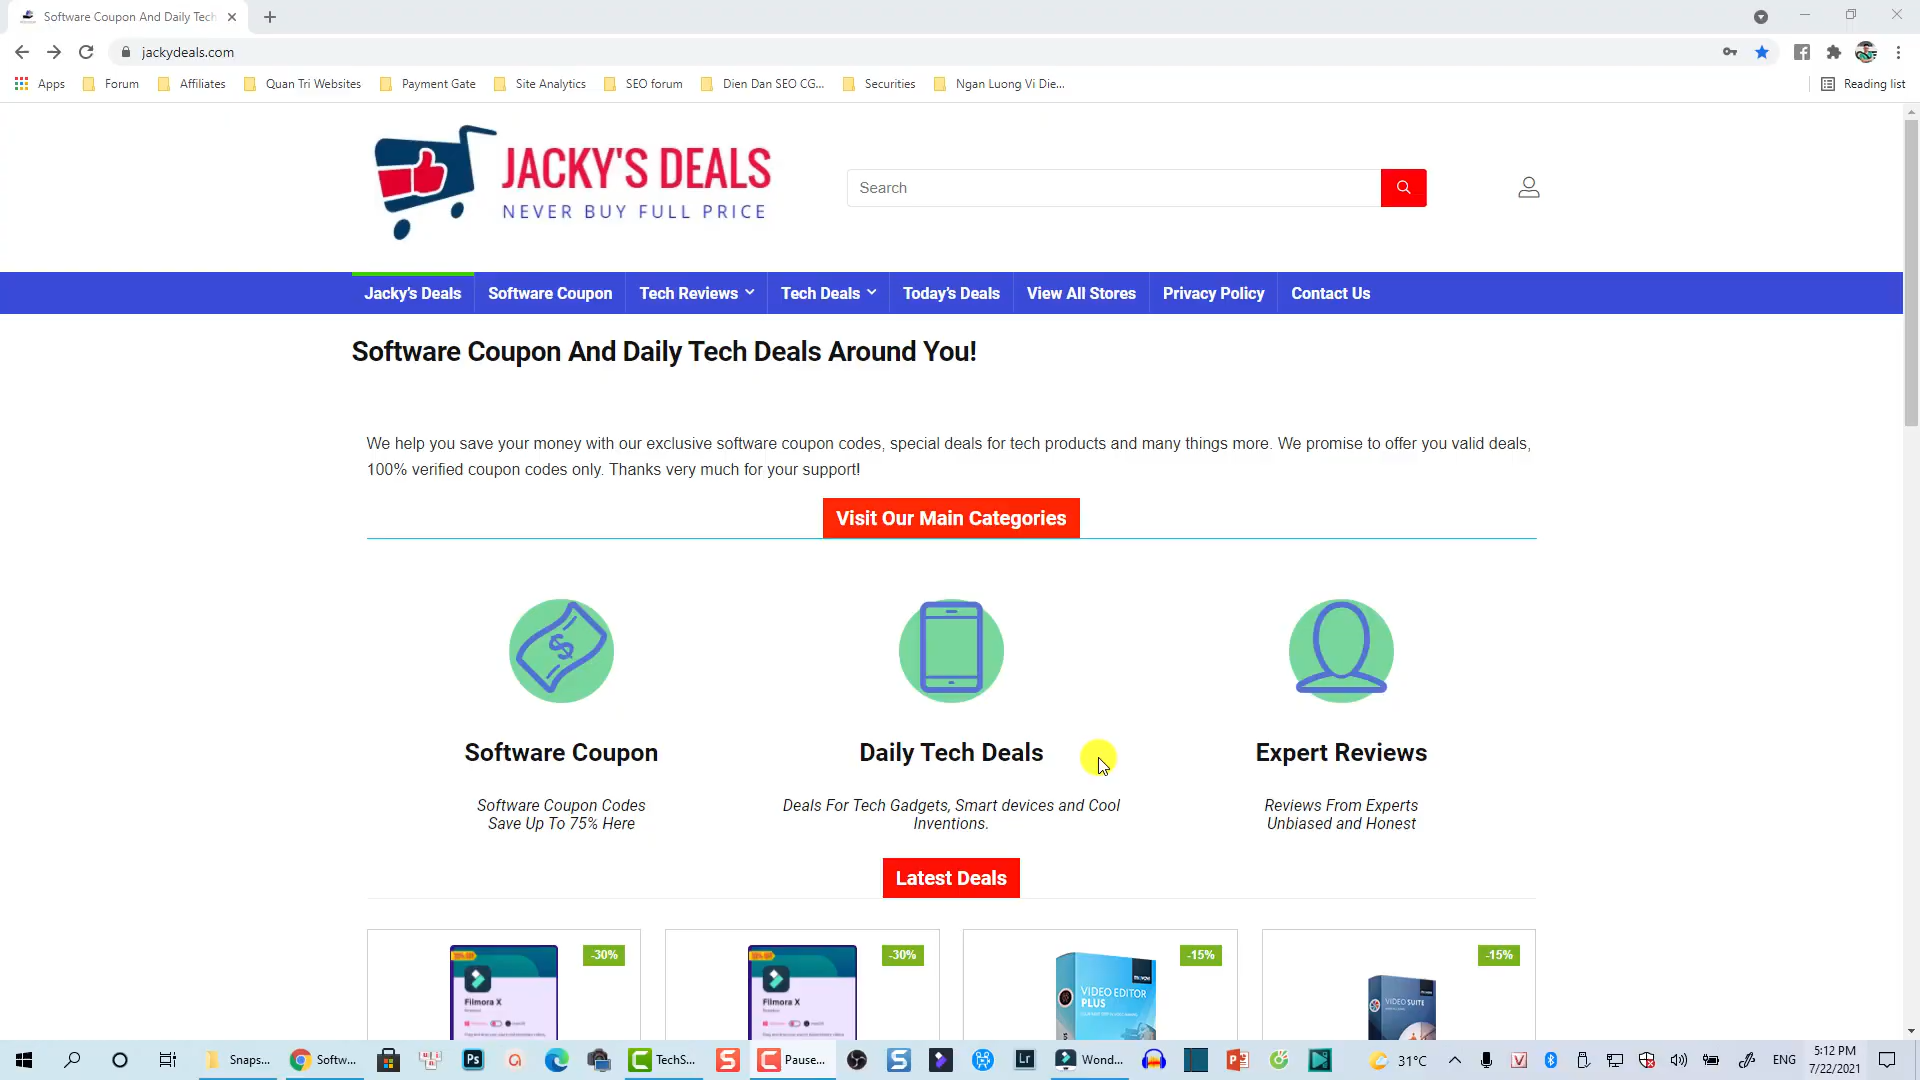 Software Coupon And Daily Tech
jackydeals.com
Apps
Forum
Affiliates
Quan Tri Websites
Payment Gate
Site Analytics
SEO forum
Dien Dan SEO CG...
Securities
Ngan Luong Vi Die...
Reading list
JACKY'S DEALS
NEVER BUY FULL PRICE
Search
Jacky's Deals
Software Coupon
Tech Reviews
Tech Deals
Today's Deals
View All Stores
Privacy Policy
Contact Us
Software Coupon And Daily Tech Deals Around You!
We help you save your money with our exclusive software coupon codes, special deals for tech products and many things more. We promise to offer you valid deals,
100% verified coupon codes only. Thanks very much for your support!
Visit Our Main Categories
Software Coupon
Software Coupon Codes
Save Up To 75% Here
Daily Tech Deals
Deals For Tech Gadgets, Smart devices and Cool
Inventions.
Expert Reviews
Reviews From Experts
Unbiased and Honest
Latest Deals
-30%
Filmora X
-30%
Filmora X
-15%
VIDEO EDITOR
PLUS
-15%
VIDEO SUITE
Snaps...
Softw...
Ps
TechS...
Pause...
Lr
Wond...
31°C
ENG
5:12 PM
7/22/2021